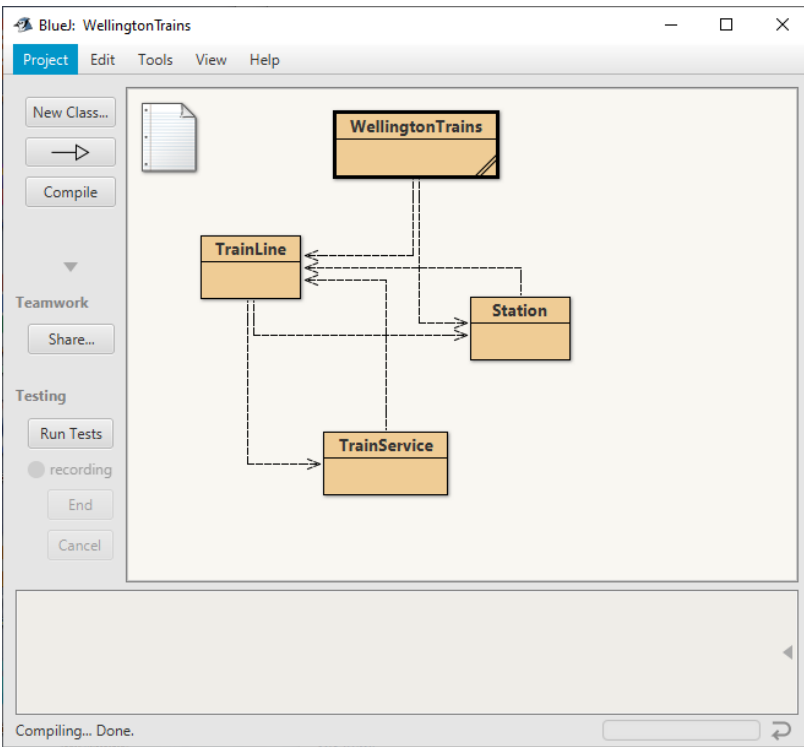 BlueJ: WellingtonTrains
Project Edit Tools View Help
New Class...
Compile
Teamwork
Share...
Testing
Run Tests
recording
End
Cancel
WellingtonTrains
TrainLine
Station
TrainService
Compiling... Done.